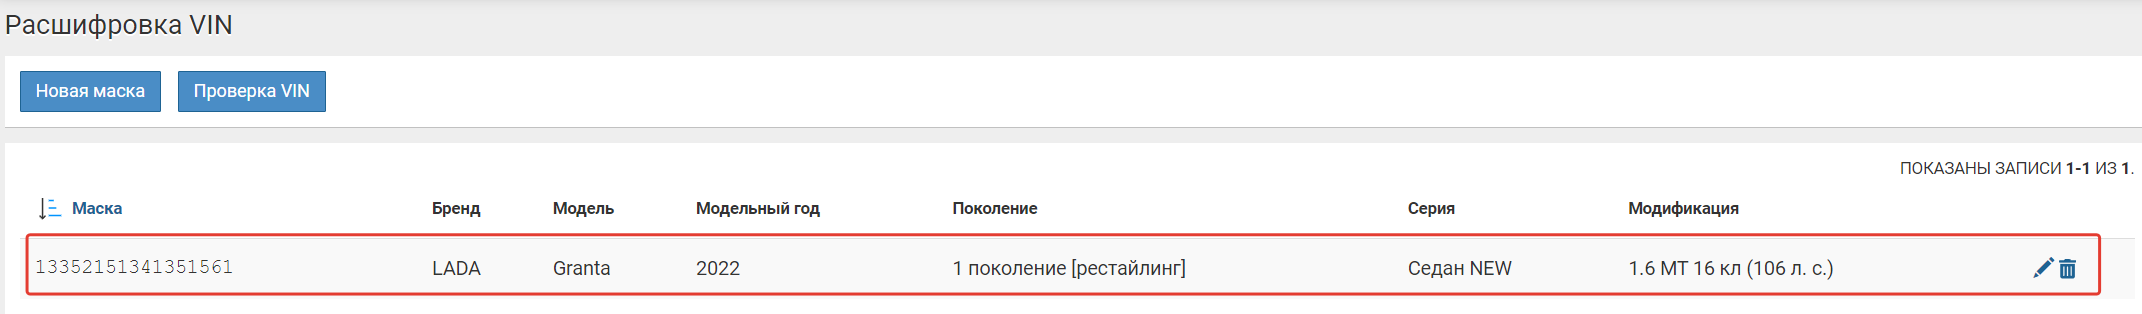 Расшифровка VIN
Новая маска Проверка VIN
ПОКАЗАНЫ ЗАПИСИ 1-1 ИЗ 1.
Маска Бренд Модель Модельный год Поколение Серия Модификация
13352151341351561 LADA Granta 2022 1 поколение [рестайлинг] Седан NEW 1.6 МТ 16 кл (106 л. с.)